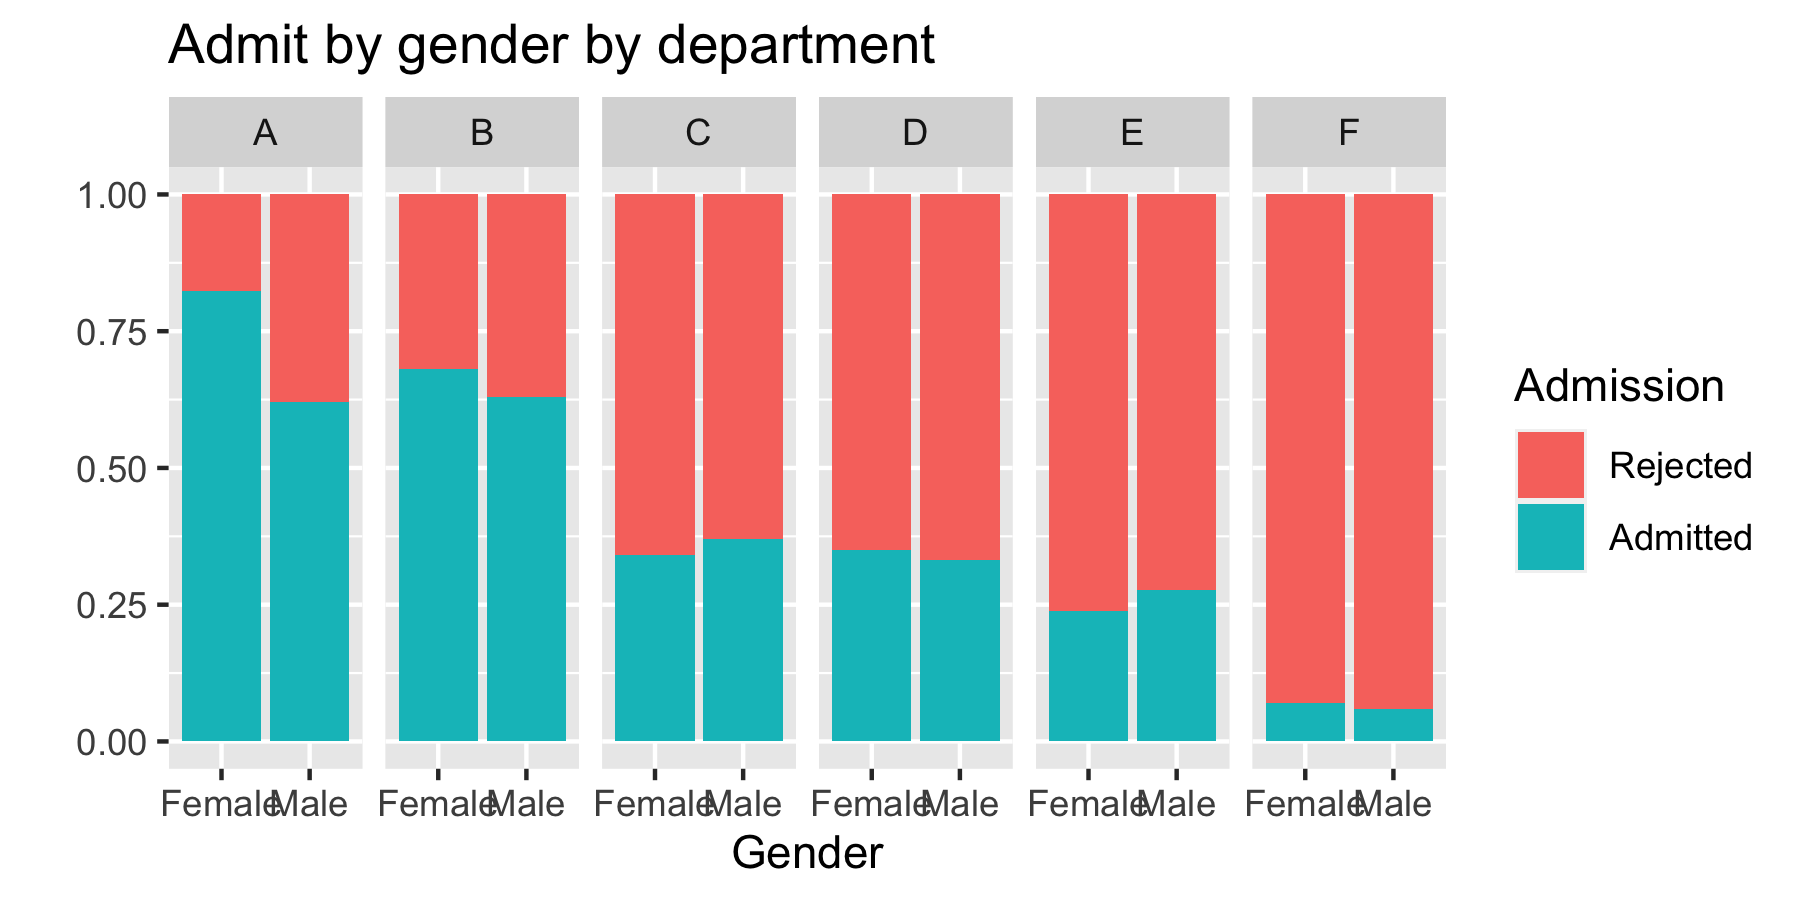 Admit by gender by department
A B C D E F
1.00
0.75
0.50
0.25
0.00
Female Male Female Male Female Male Female Male Female Male Female Male
Gender
Admission
Rejected
Admitted